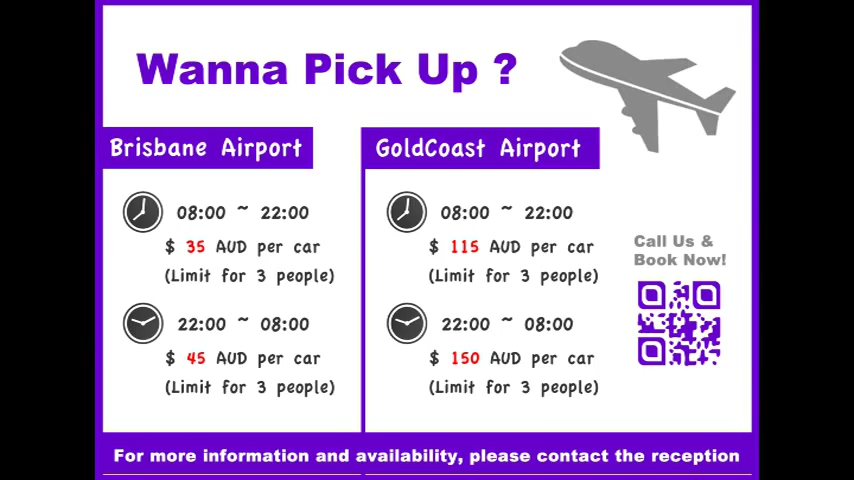 Wanna Pick Up ?
Brisbane Airport
08:00 ~ 22:00
$ 35 AUD per car
(Limit for 3 people)
22:00 ~ 08:00
$ 45 AUD per car
(Limit for 3 people)
GoldCoast Airport
08:00 ~ 22:00
$ 115 AUD per car
(Limit for 3 people)
22:00 ~ 08:00
$ 150 AUD per car
(Limit for 3 people)
Call Us &
Book Now!
For more information and availability, please contact the reception